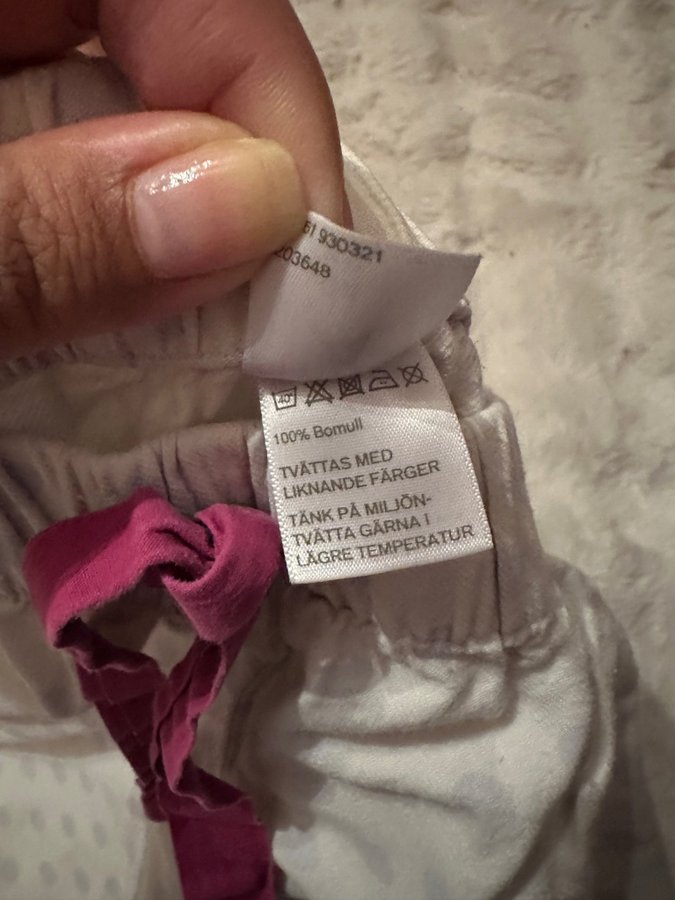 930321
203648
40°
100% Bomull
TVÄTTAS MED
LIKNANDE FÄRGER
TÄNK PÅ MILJÖN-
TVÄTTA GÄRNA I
LÄGRE TEMPERATUR